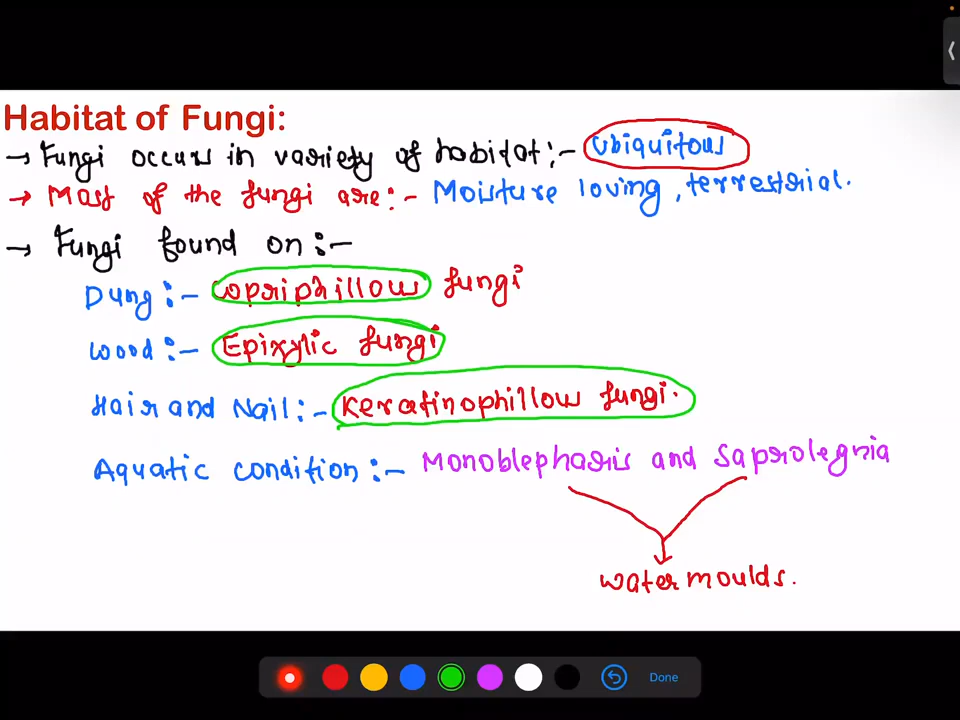 Habitat of Fungi:
→ Fungi occurs in variety of habitat:- Ubiquitous
→ Most of the fungi are:- Moisture loving, terrestrial.
→ Fungi found on:-
Dung:- copriphillous fungi
Wood:- Epixylic fungi
Hair and Nail:- Keratinophillous fungi.
Aquatic condition:- Monoblepharis and Saprolegnia
water moulds.
Done